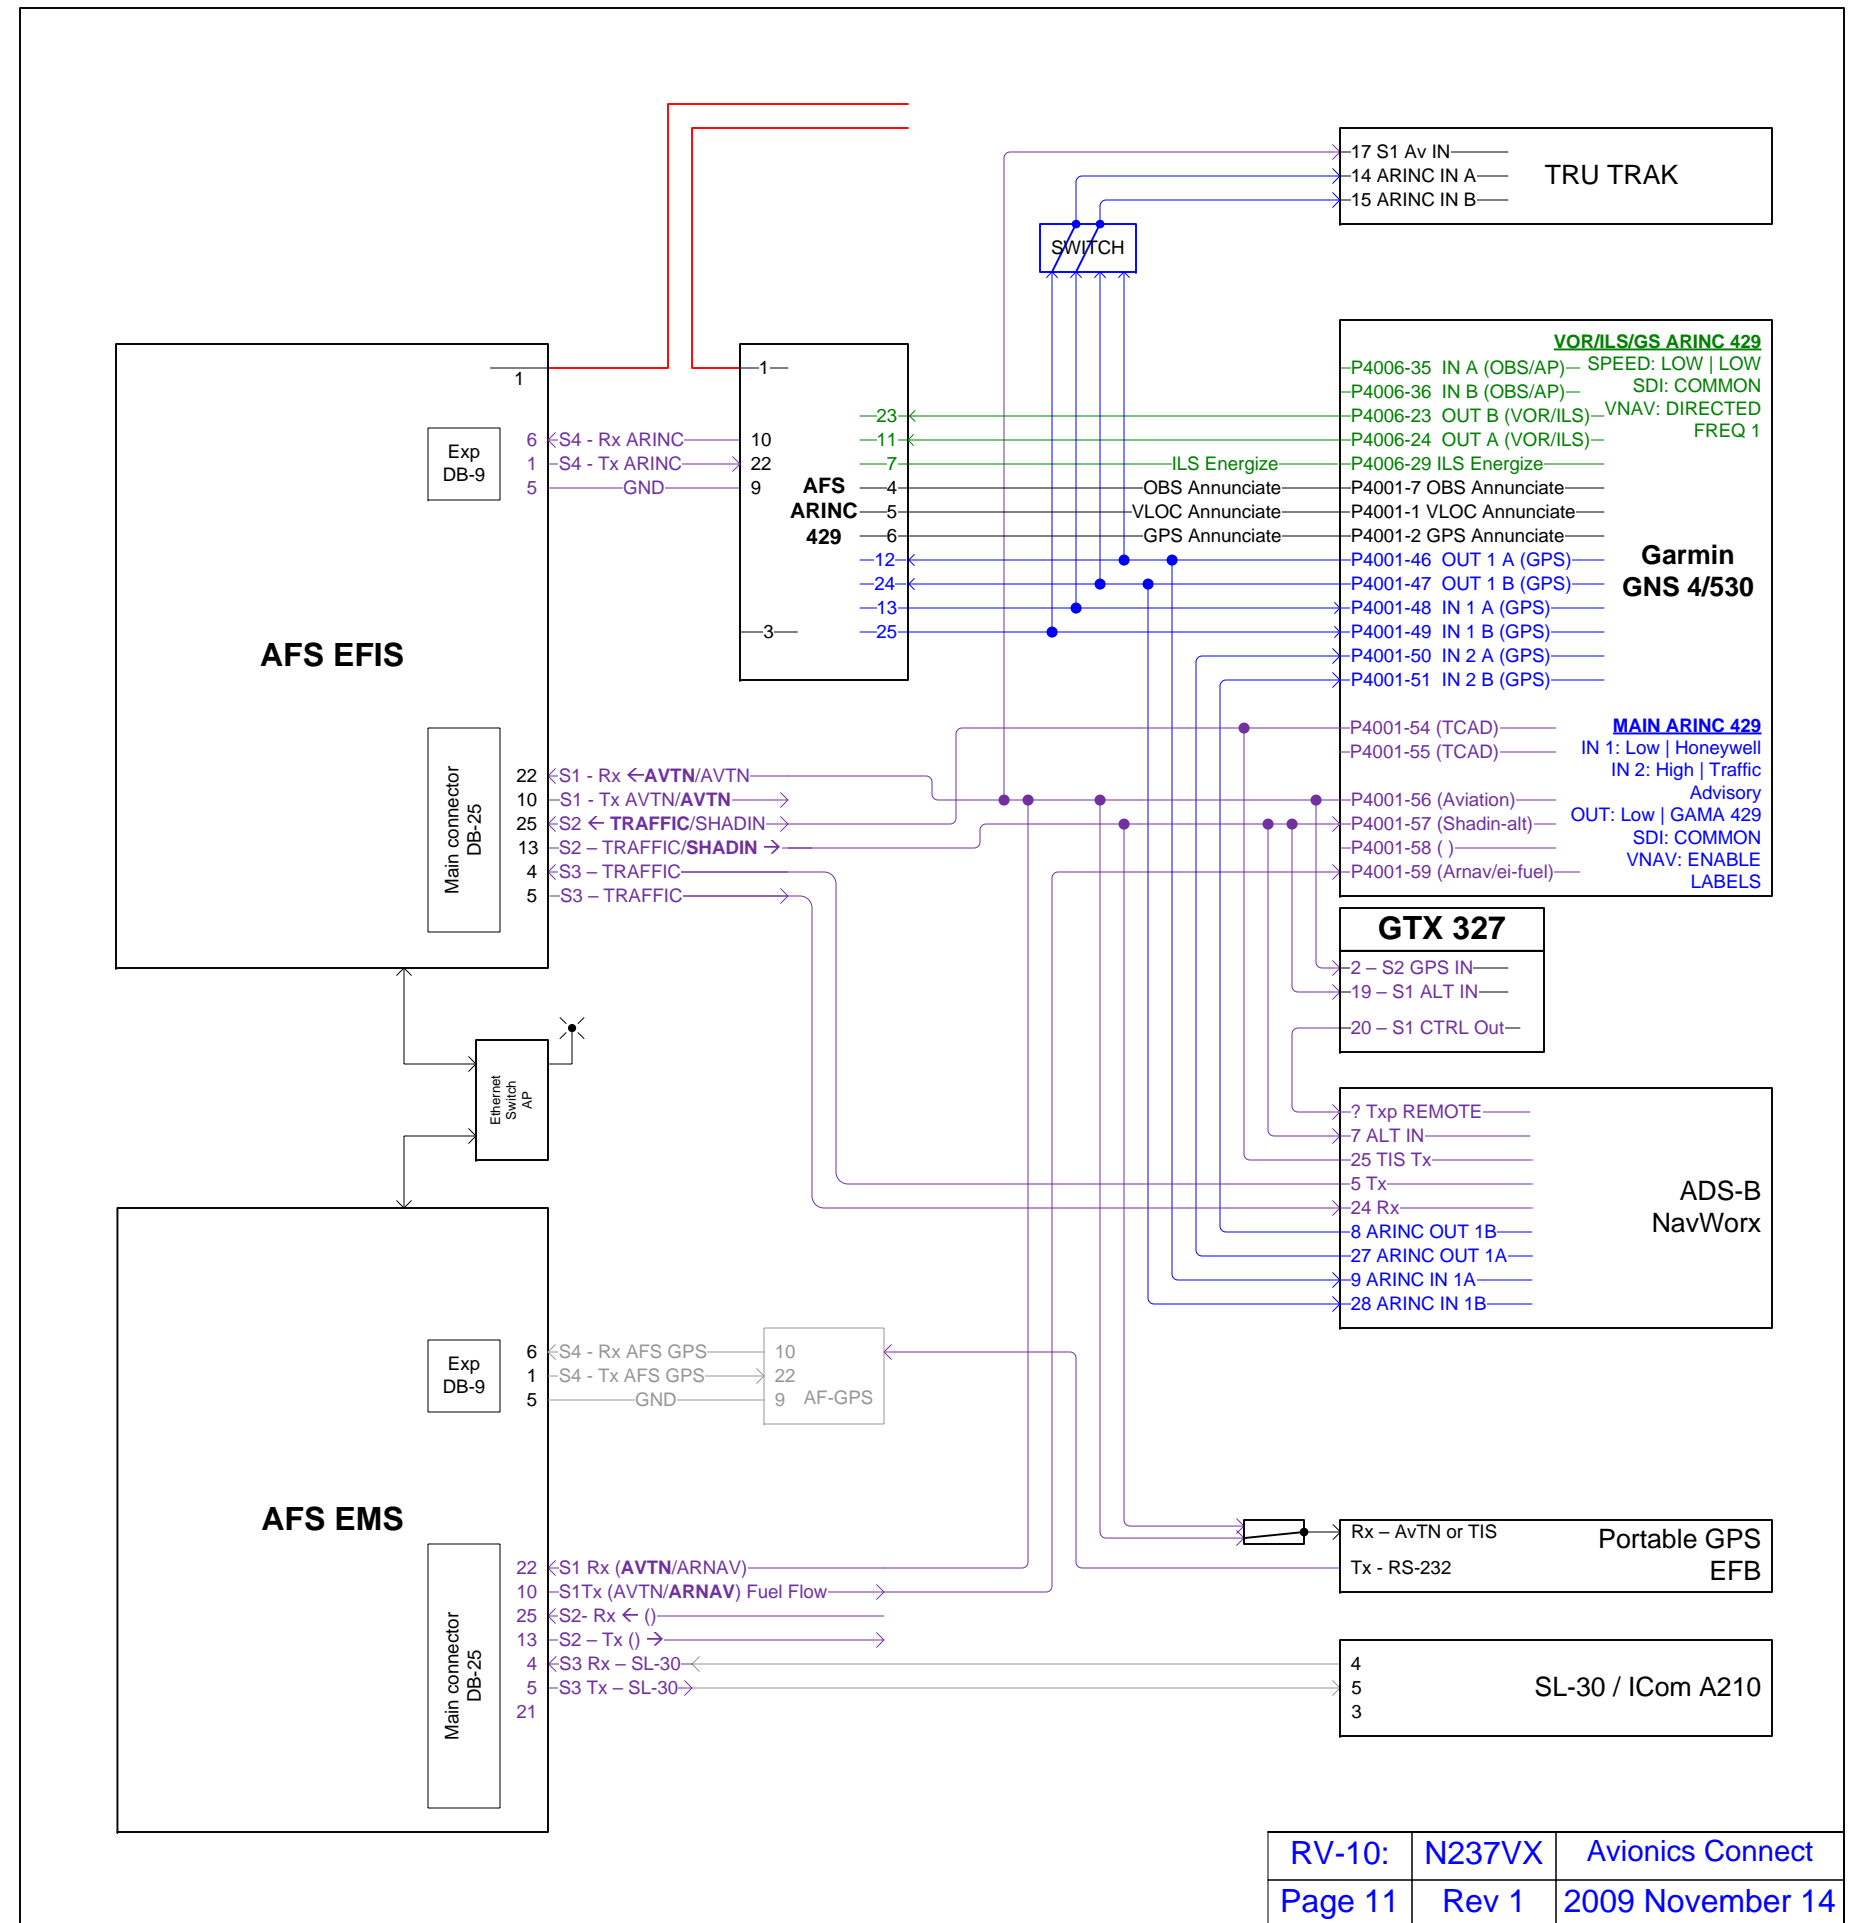 17 S1 Av IN
14 ARINC IN A
15 ARINC IN B
TRU TRAK
SWITCH
AFS EFIS
1
Exp
DB-9
6 S4 - Rx ARINC 10
1 S4 - Tx ARINC 22
5 GND 9
1
AFS
ARINC
429
3
23
11
7
4
5
6
12
24
13
25
ILS Energize
OBS Annunciate
VLOC Annunciate
GPS Annunciate
VOR/ILS/GS ARINC 429
SPEED: LOW | LOW
SDI: COMMON
VNAV: DIRECTED
FREQ 1
P4006-35 IN A (OBS/AP)
P4006-36 IN B (OBS/AP)
P4006-23 OUT B (VOR/ILS)
P4006-24 OUT A (VOR/ILS)
P4006-29 ILS Energize
P4001-7 OBS Annunciate
P4001-1 VLOC Annunciate
P4001-2 GPS Annunciate
P4001-46 OUT 1 A (GPS)
P4001-47 OUT 1 B (GPS)
P4001-48 IN 1 A (GPS)
P4001-49 IN 1 B (GPS)
P4001-50 IN 2 A (GPS)
P4001-51 IN 2 B (GPS)
Garmin
GNS 4/530
P4001-54 (TCAD)
P4001-55 (TCAD)
P4001-56 (Aviation)
P4001-57 (Shadin-alt)
P4001-58 ( )
P4001-59 (Arnav/ei-fuel)
MAIN ARINC 429
IN 1: Low | Honeywell
IN 2: High | Traffic
Advisory
OUT: Low | GAMA 429
SDI: COMMON
VNAV: ENABLE
LABELS
Main connector
DB-25
22 S1 - Rx ←AVTN/AVTN
10 S1 - Tx AVTN/AVTN
25 S2 ← TRAFFIC/SHADIN
13 S2 – TRAFFIC/SHADIN →
4 S3 – TRAFFIC
5 S3 – TRAFFIC
GTX 327
2 – S2 GPS IN
19 – S1 ALT IN
20 – S1 CTRL Out
Ethernet
Switch
AP
? Txp REMOTE
7 ALT IN
25 TIS Tx
5 Tx
24 Rx
8 ARINC OUT 1B
27 ARINC OUT 1A
9 ARINC IN 1A
28 ARINC IN 1B
ADS-B
NavWorx
AFS EMS
Exp
DB-9
6 S4 - Rx AFS GPS 10
1 S4 - Tx AFS GPS 22
5 GND 9 AF-GPS
Main connector
DB-25
22 S1 Rx (AVTN/ARNAV)
10 S1Tx (AVTN/ARNAV) Fuel Flow
25 S2- Rx ← ()
13 S2 – Tx () →
4 S3 Rx – SL-30
5 S3 Tx – SL-30
21
Rx – AvTN or TIS
Tx - RS-232
Portable GPS
EFB
4
5
3
SL-30 / ICom A210
RV-10: N237VX Avionics Connect
Page 11 Rev 1 2009 November 14